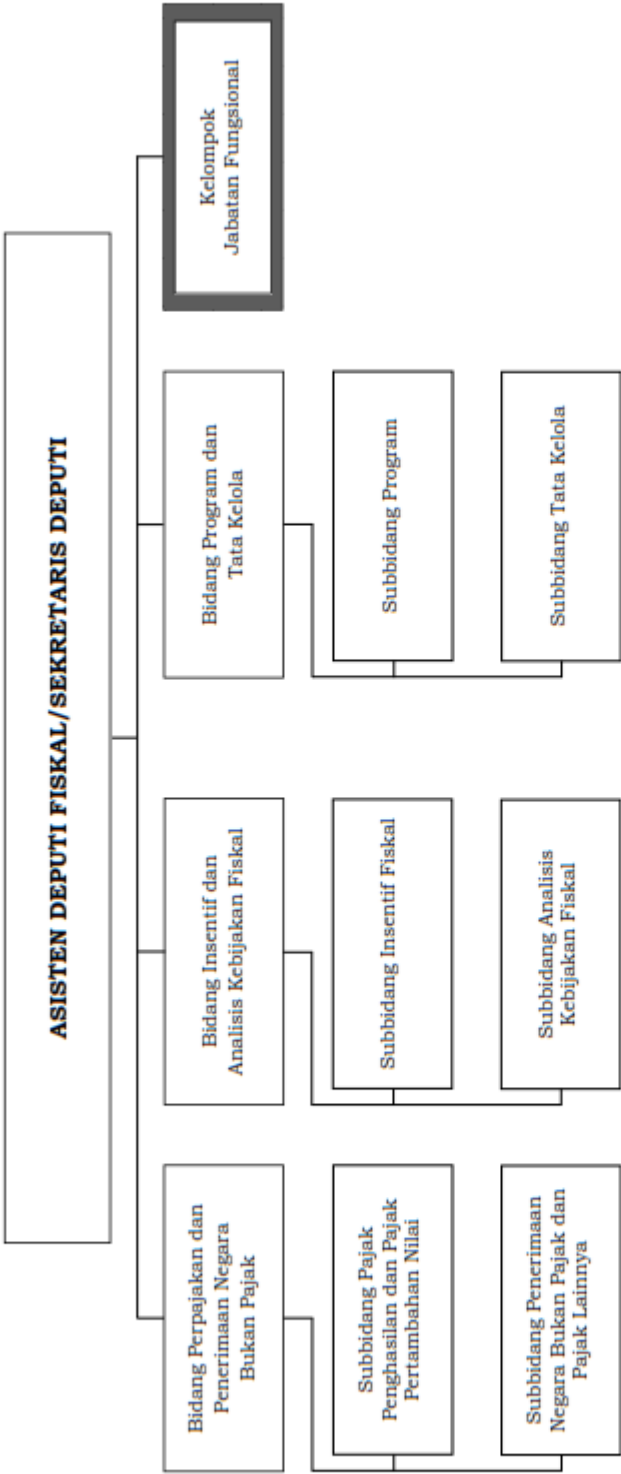 ASISTEN DEPUTI FISKAL/SEKRETARIS DEPUTI
Bidang Perpajakan dan
Penerimaan Negara
Bukan Pajak
Bidang Insentif dan
Analisis Kebijakan Fiskal
Bidang Program dan
Tata Kelola
Kelompok
Jabatan Fungsional
Subbidang Pajak
Penghasilan dan Pajak
Pertambahan Nilai
Subbidang Insentif Fiskal
Subbidang Program
Subbidang Penerimaan
Negara Bukan Pajak dan
Pajak Lainnya
Subbidang Analisis
Kebijakan Fiskal
Subbidang Tata Kelola